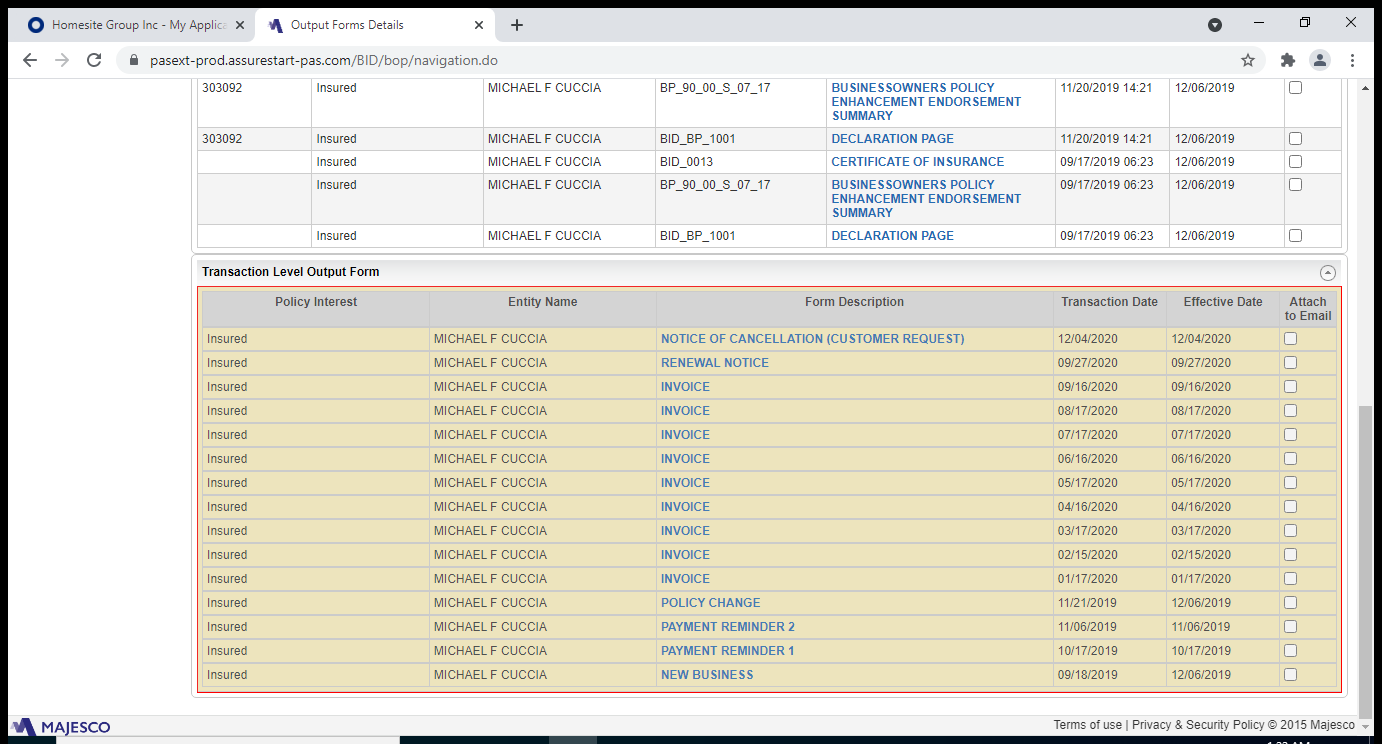 Homesite Group Inc - My Applica
Output Forms Details
pasext-prod.assurestart-pas.com/BID/bop/navigation.do
303092 Insured MICHAEL F CUCCIA BP_90_00_S_07_17 BUSINESSOWNERS POLICY 11/20/2019 14:21 12/06/2019
ENHANCEMENT ENDORSEMENT
SUMMARY
303092 Insured MICHAEL F CUCCIA BID_BP_1001 DECLARATION PAGE 11/20/2019 14:21 12/06/2019
Insured MICHAEL F CUCCIA BID_0013 CERTIFICATE OF INSURANCE 09/17/2019 06:23 12/06/2019
Insured MICHAEL F CUCCIA BP_90_00_S_07_17 BUSINESSOWNERS POLICY 09/17/2019 06:23 12/06/2019
ENHANCEMENT ENDORSEMENT
SUMMARY
Insured MICHAEL F CUCCIA BID_BP_1001 DECLARATION PAGE 09/17/2019 06:23 12/06/2019
Transaction Level Output Form
Policy Interest Entity Name Form Description Transaction Date Effective Date Attach
to Email
Insured MICHAEL F CUCCIA NOTICE OF CANCELLATION (CUSTOMER REQUEST) 12/04/2020 12/04/2020
Insured MICHAEL F CUCCIA RENEWAL NOTICE 09/27/2020 09/27/2020
Insured MICHAEL F CUCCIA INVOICE 09/16/2020 09/16/2020
Insured MICHAEL F CUCCIA INVOICE 08/17/2020 08/17/2020
Insured MICHAEL F CUCCIA INVOICE 07/17/2020 07/17/2020
Insured MICHAEL F CUCCIA INVOICE 06/16/2020 06/16/2020
Insured MICHAEL F CUCCIA INVOICE 05/17/2020 05/17/2020
Insured MICHAEL F CUCCIA INVOICE 04/16/2020 04/16/2020
Insured MICHAEL F CUCCIA INVOICE 03/17/2020 03/17/2020
Insured MICHAEL F CUCCIA INVOICE 02/15/2020 02/15/2020
Insured MICHAEL F CUCCIA INVOICE 01/17/2020 01/17/2020
Insured MICHAEL F CUCCIA POLICY CHANGE 11/21/2019 12/06/2019
Insured MICHAEL F CUCCIA PAYMENT REMINDER 2 11/06/2019 11/06/2019
Insured MICHAEL F CUCCIA PAYMENT REMINDER 1 10/17/2019 10/17/2019
Insured MICHAEL F CUCCIA NEW BUSINESS 09/18/2019 12/06/2019
MAJESCO
Terms of use | Privacy & Security Policy © 2015 Majesco